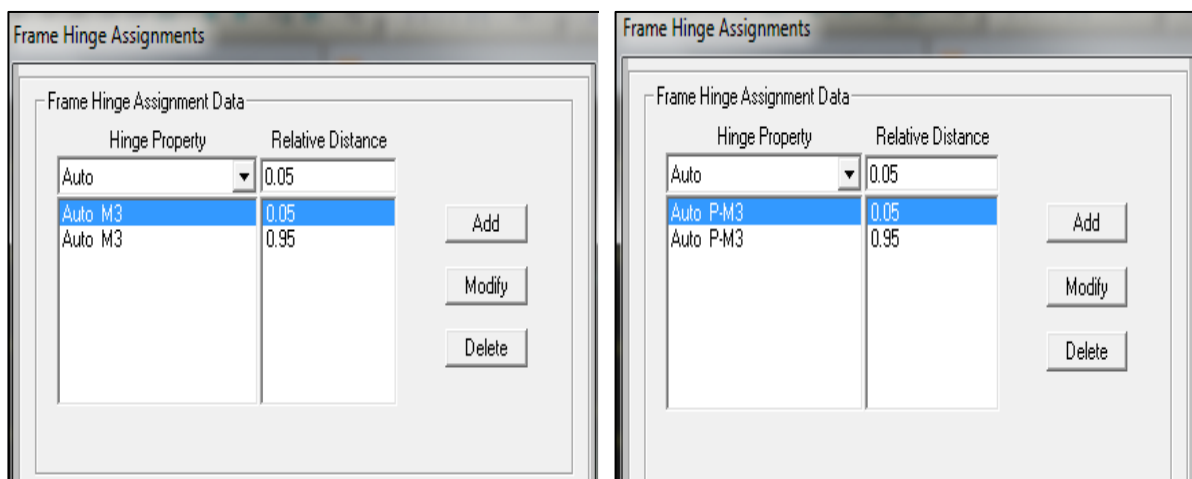 Frame Hinge Assignments
Frame Hinge Assignment Data
Hinge Property Relative Distance
Auto 0.05
Auto M3 0.05
Auto M3 0.95
Add
Modify
Delete
Frame Hinge Assignments
Frame Hinge Assignment Data
Hinge Property Relative Distance
Auto 0.05
Auto P-M3 0.05
Auto P-M3 0.95
Add
Modify
Delete